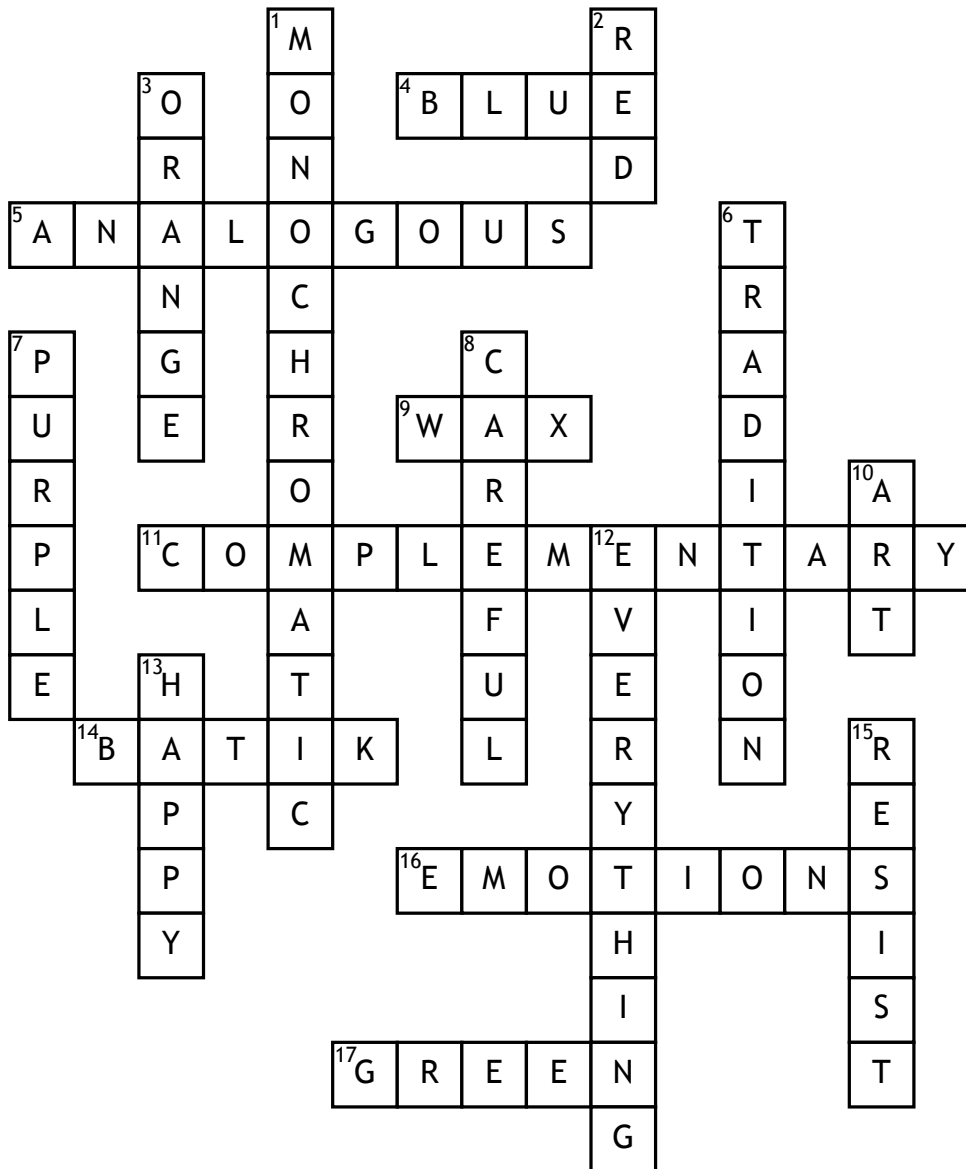 1 M 2 R
3 O O 4 B L U E
R N D
5 A N A L O G O U S 6 T
N C R
7 P G H 8 C A
U E R 9 W A X D
R O R I 10 A
P 11 C O M P L E M 12 E N T A R Y
L A F V I T
E 13 H T U E O
14 B A T I K L R N 15 R
P C Y E
P 16 E M O T I O N S
Y H I
I S
17 G R E E N T
G